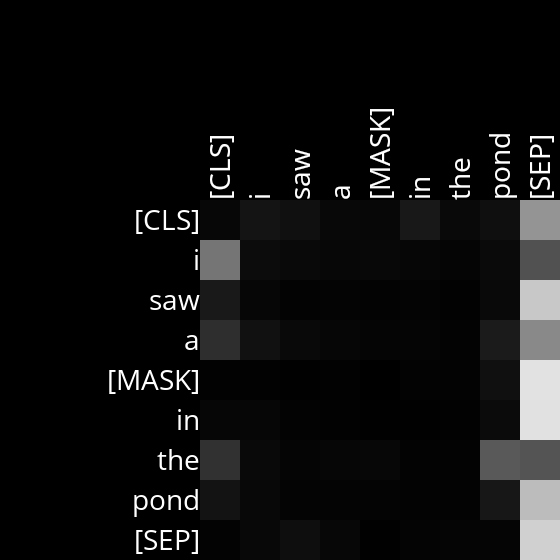 [CLS] i saw a [MASK] in the pond [SEP]
[CLS]
i
saw
a
[MASK]
in
the
pond
[SEP]